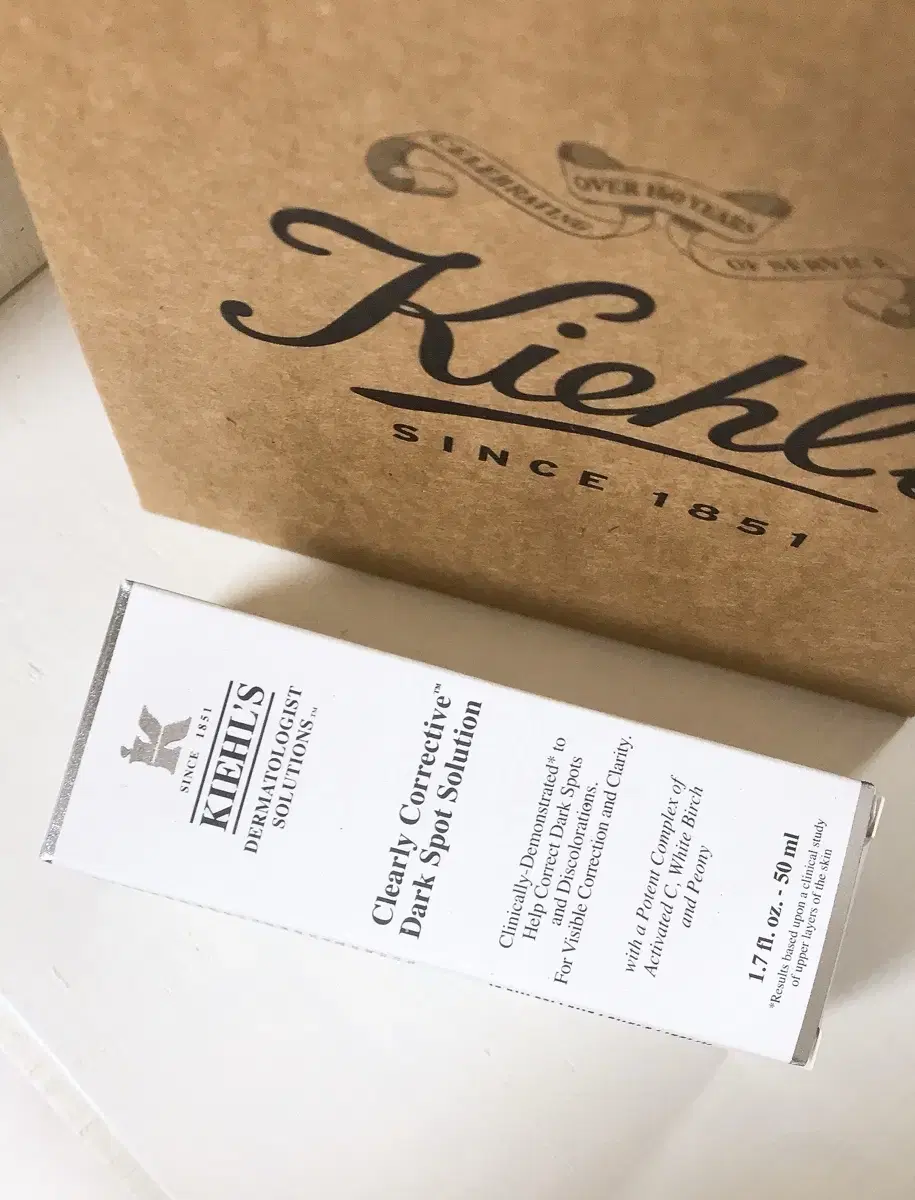 CELEBRATING
OVER 160 YEARS
OF SERVICE
Kiehl
SINCE 1851
SINCE 1851
KIEHL'S
DERMATOLOGIST
SOLUTIONS™
Clearly Corrective™
Dark Spot Solution
Clinically-Demonstrated* to
Help Correct Dark Spots
and Discolorations.
For Visible Correction and Clarity.
with a Potent Complex of
Activated C, White Birch
and Peony
1.7 fl. oz. - 50 ml
*Results based upon a clinical study
of upper layers of the skin